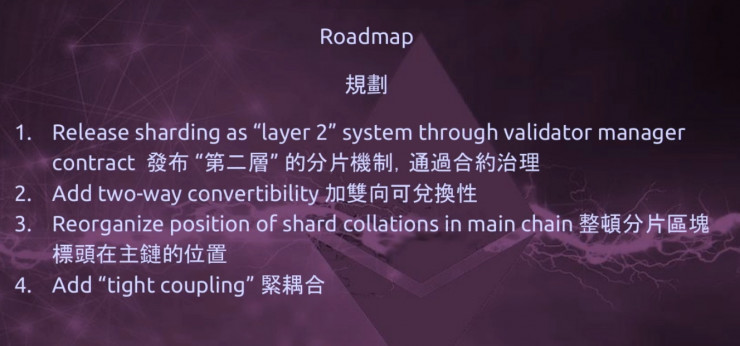 Roadmap
規劃
1. Release sharding as “layer 2” system through validator manager
contract 發布 “第二層” 的分片機制, 通過合約治理
2. Add two-way convertibility 加雙向可兌換性
3. Reorganize position of shard collations in main chain 整頓分片區塊
標頭在主鏈的位置
4. Add “tight coupling” 緊耦合